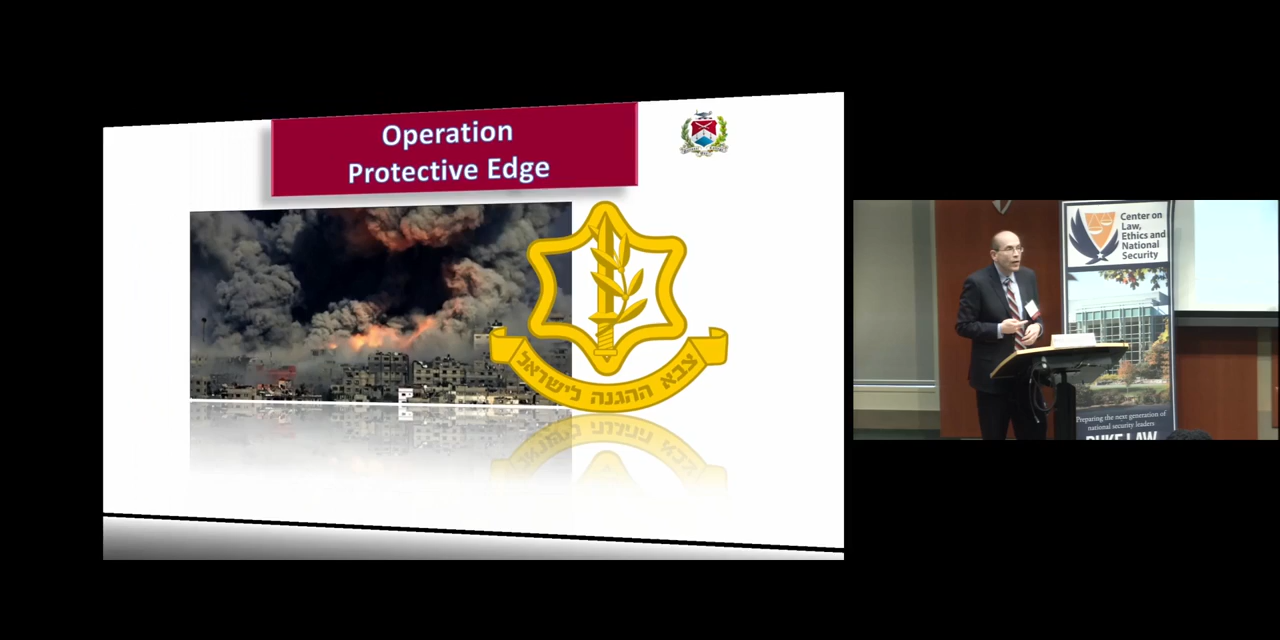 Operation
Protective Edge
צבא ההגנה לישראל
Center on
Law,
Ethics and
National
Security
Preparing the next generation of
national security leaders
DUKE LAW